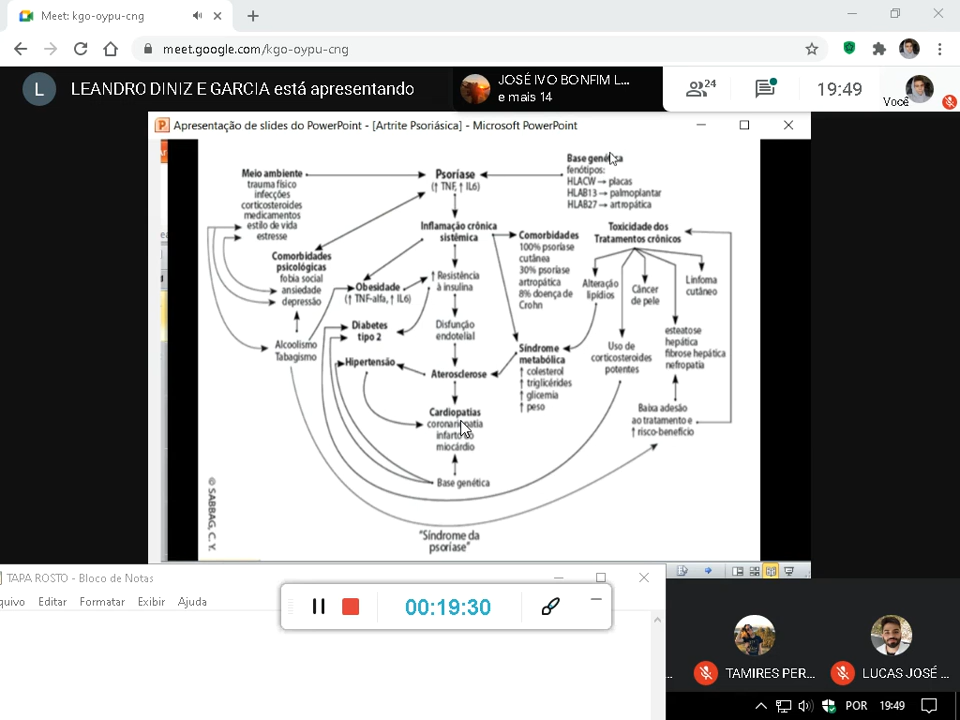 Meet: kgo-oypu-cng
meet.google.com/kgo-oypu-cng
L
LEANDRO DINIZ E GARCIA está apresentando
JOSÉ IVO BONFIM L...
e mais 14
24
19:49
Você
Apresentação de slides do PowerPoint - [Artrite Psoriásica] - Microsoft PowerPoint
Meio ambiente
trauma físico
infecções
corticosteroides
medicamentos
estilo de vida
estresse
Psoríase
(↑ TNF, ↑ IL6)
Base genética
fenótipos:
HLACW → placas
HLAB13 → palmoplantar
HLAB27 → artropática
Inflamação crônica
sistêmica
Comorbidades
100% psoríase
cutânea
30% psoríase
artropática
8% doença de
Crohn
Toxicidade dos
Tratamentos crônicos
Comorbidades
psicológicas
fobia social
ansiedade
depressão
Obesidade
(↑ TNF-alfa, ↑ IL6)
↑ Resistência
à insulina
Alteração
lipídios
Câncer
de pele
Linfoma
cutâneo
Diabetes
tipo 2
Disfunção
endotelial
Alcoolismo
Tabagismo
Hipertensão
Aterosclerose
Síndrome
metabólica
↑ colesterol
↑ triglicérides
↑ glicemia
↑ peso
Uso de
corticosteroides
potentes
esteatose
hepática
fibrose hepática
nefropatia
Cardiopatias
coronariopatia
infarto do
miocárdio
Baixa adesão
ao tratamento e
↑ risco-benefício
Base genética
"Síndrome da
psoríase"
© SABBAG, C. Y.
TAPA ROSTO - Bloco de Notas
quivo Editar Formatar Exibir Ajuda
00:19:30
TAMIRES PER...
LUCAS JOSÉ ...
POR 19:49